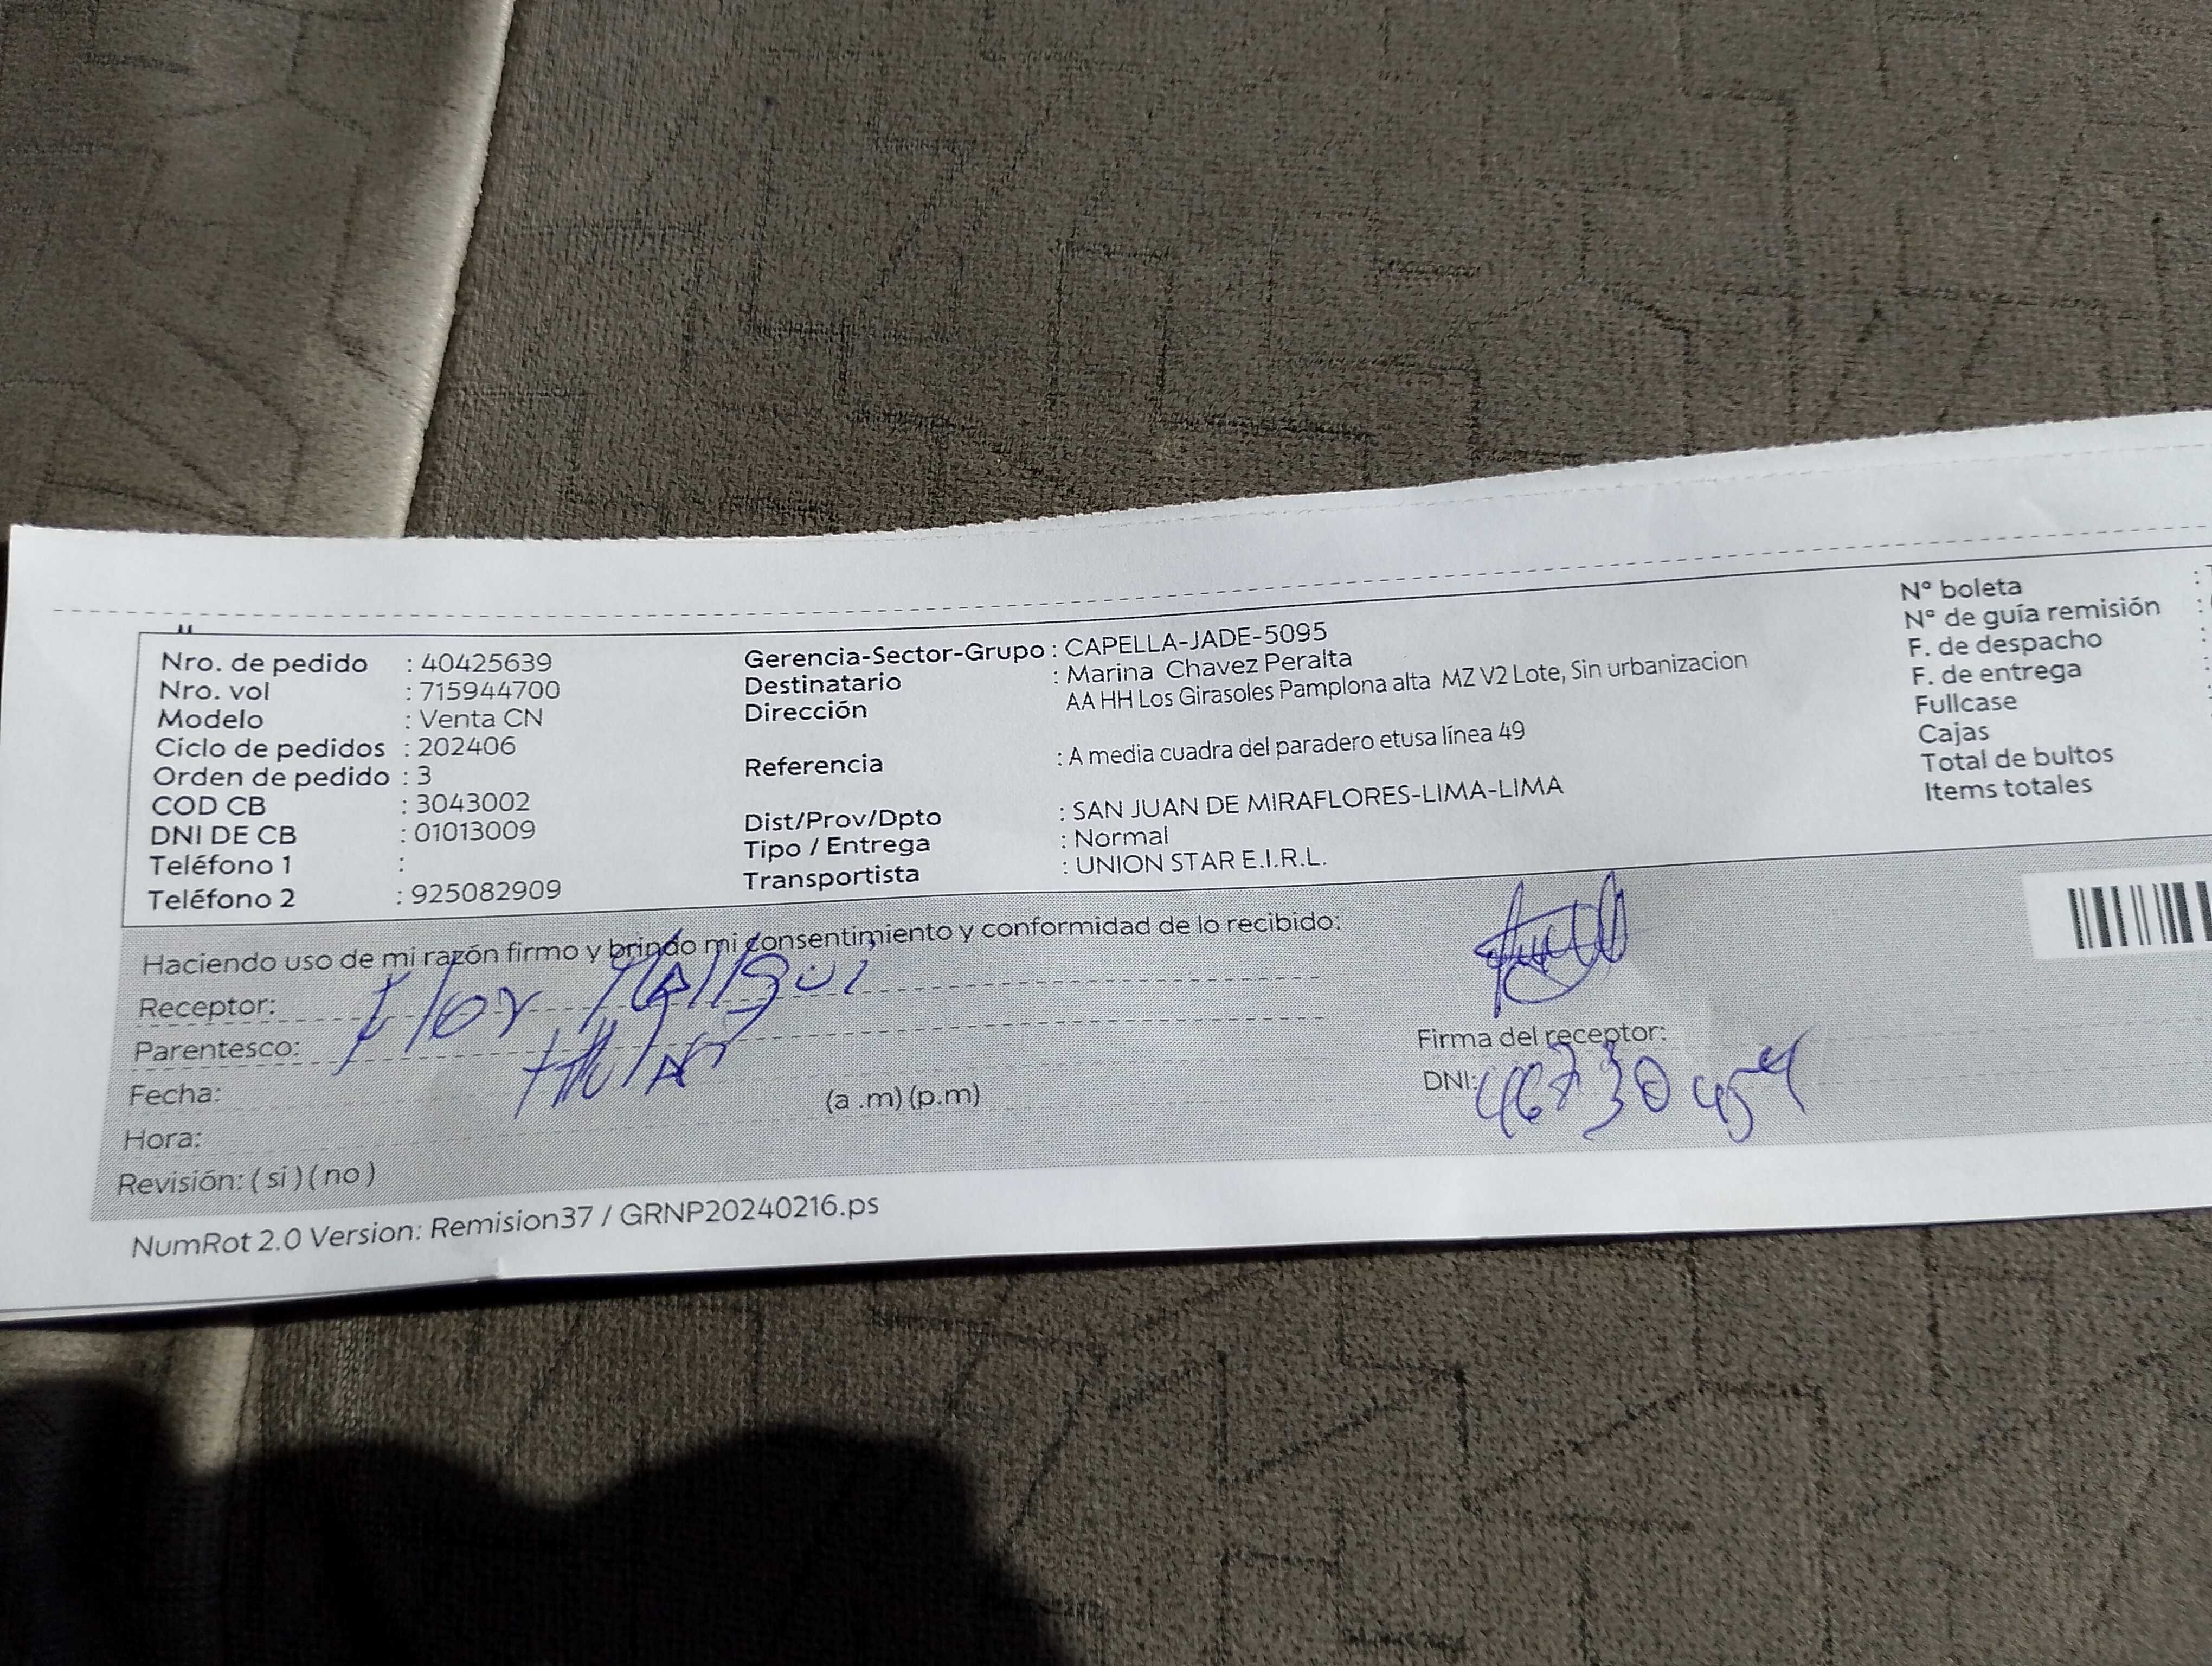 Nro. de pedido : 40425639
Nro. vol : 715944700
Modelo : Venta CN
Ciclo de pedidos : 202406
Orden de pedido : 3
COD CB : 3043002
DNI DE CB : 01013009
Teléfono 1 :
Teléfono 2 : 925082909
Gerencia-Sector-Grupo : CAPELLA-JADE-5095
Destinatario : Marina Chavez Peralta
Dirección AA HH Los Girasoles Pamplona alta MZ V2 Lote, Sin urbanizacion
Referencia : A media cuadra del paradero etusa línea 49
Dist/Prov/Dpto : SAN JUAN DE MIRAFLORES-LIMA-LIMA
Tipo / Entrega : Normal
Transportista : UNION STAR E.I.R.L.
N° boleta :
N° de guía remisión :
F. de despacho :
F. de entrega :
Fullcase
Cajas
Total de bultos
Items totales
Haciendo uso de mi razón firmo y brindo mi consentimiento y conformidad de lo recibido:
Receptor: Flor
Parentesco:
Fecha:
Hora: (a .m) (p.m)
Revisión: ( si ) ( no )
Firma del receptor:
DNI: 46730454
NumRot 2.0 Version: Remision37 / GRNP20240216.ps